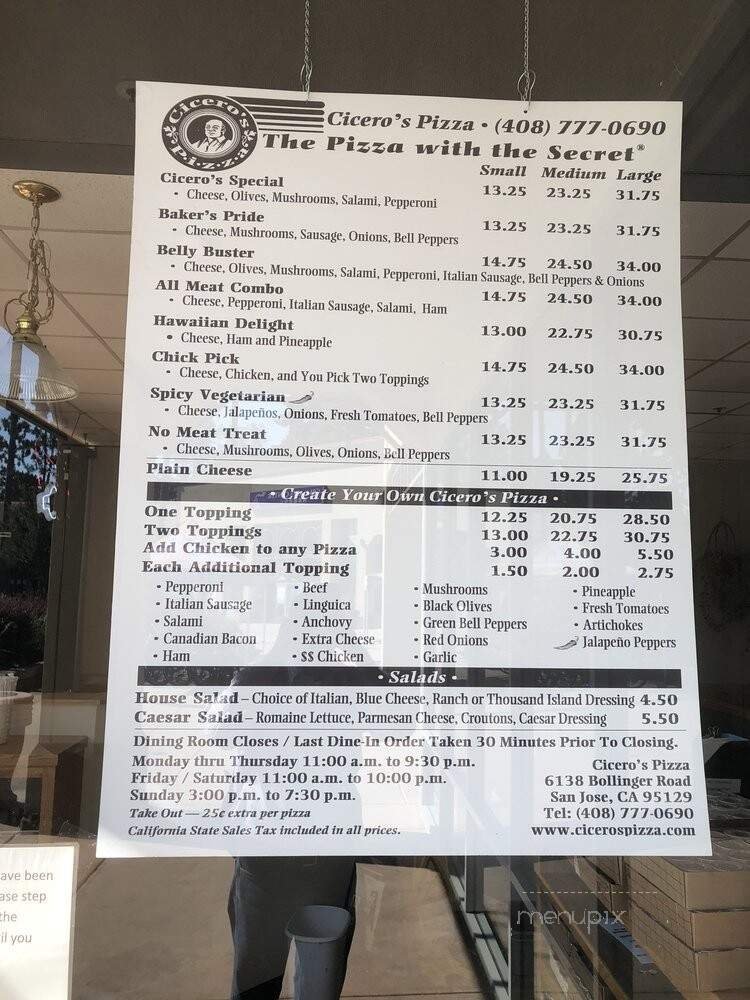 Cicero's
Pizza
Cicero's Pizza • (408) 777-0690
The Pizza with the Secret®
Small Medium Large
Cicero's Special 13.25 23.25 31.75
• Cheese, Olives, Mushrooms, Salami, Pepperoni
Baker's Pride 13.25 23.25 31.75
• Cheese, Mushrooms, Sausage, Onions, Bell Peppers
Belly Buster 14.75 24.50 34.00
• Cheese, Olives, Mushrooms, Salami, Pepperoni, Italian Sausage, Bell Peppers & Onions
All Meat Combo 14.75 24.50 34.00
• Cheese, Pepperoni, Italian Sausage, Salami, Ham
Hawaiian Delight 13.00 22.75 30.75
• Cheese, Ham and Pineapple
Chick Pick 14.75 24.50 34.00
• Cheese, Chicken, and You Pick Two Toppings
Spicy Vegetarian 13.25 23.25 31.75
• Cheese, Jalapeños, Onions, Fresh Tomatoes, Bell Peppers
No Meat Treat 13.25 23.25 31.75
• Cheese, Mushrooms, Olives, Onions, Bell Peppers
Plain Cheese 11.00 19.25 25.75
• Create Your Own Cicero's Pizza •
One Topping 12.25 20.75 28.50
Two Toppings 13.00 22.75 30.75
Add Chicken to any Pizza 3.00 4.00 5.50
Each Additional Topping 1.50 2.00 2.75
• Pepperoni • Beef • Mushrooms • Pineapple
• Italian Sausage • Linguica • Black Olives • Fresh Tomatoes
• Salami • Anchovy • Green Bell Peppers • Artichokes
• Canadian Bacon • Extra Cheese • Red Onions Jalapeño Peppers
• Ham • $$ Chicken • Garlic
• Salads •
House Salad – Choice of Italian, Blue Cheese, Ranch or Thousand Island Dressing 4.50
Caesar Salad – Romaine Lettuce, Parmesan Cheese, Croutons, Caesar Dressing 5.50
Dining Room Closes / Last Dine-In Order Taken 30 Minutes Prior To Closing.
Monday thru Thursday 11:00 a.m. to 9:30 p.m.
Friday / Saturday 11:00 a.m. to 10:00 p.m.
Sunday 3:00 p.m. to 7:30 p.m.
Take Out — 25¢ extra per pizza
California State Sales Tax included in all prices.
Cicero's Pizza
6138 Bollinger Road
San Jose, CA 95129
Tel: (408) 777-0690
www.cicerospizza.com
ave been
ase step
the
il you
menupix